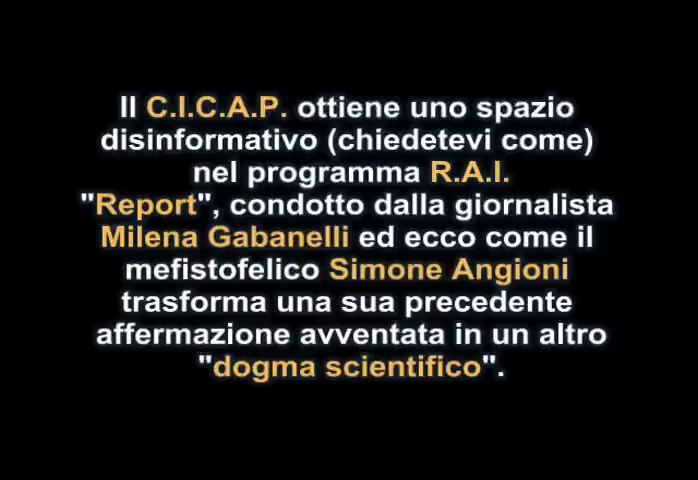 Il C.I.C.A.P. ottiene uno spazio
disinformativo (chiedetevi come)
nel programma R.A.I.
"Report", condotto dalla giornalista
Milena Gabanelli ed ecco come il
mefistofelico Simone Angioni
trasforma una sua precedente
affermazione avventata in un altro
"dogma scientifico".